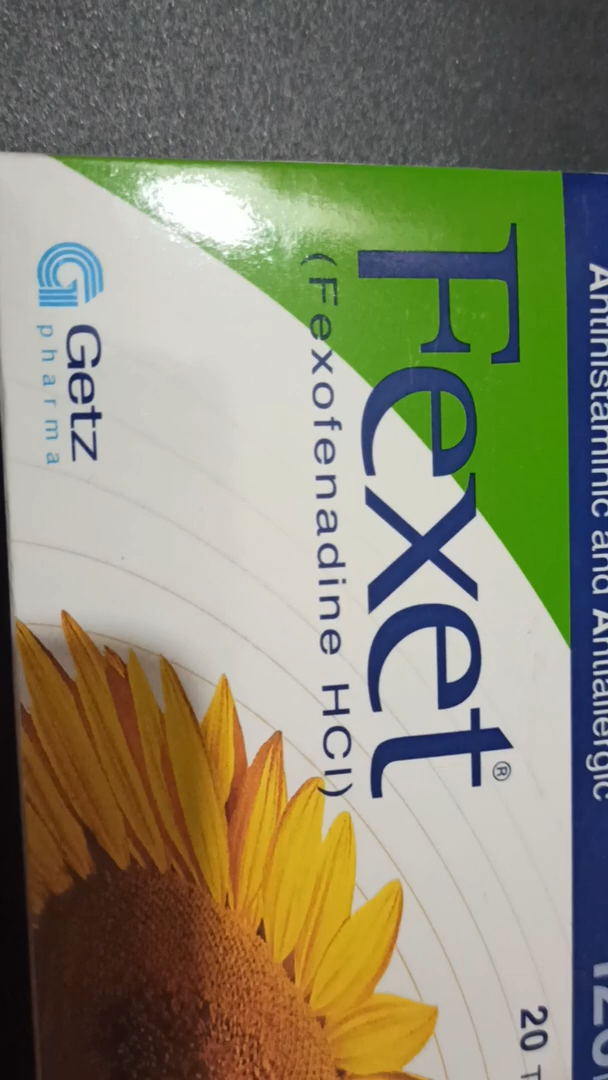 Antihistaminic and Antiallergic
Fexet®
(Fexofenadine HCl)
20
Getz
pharma